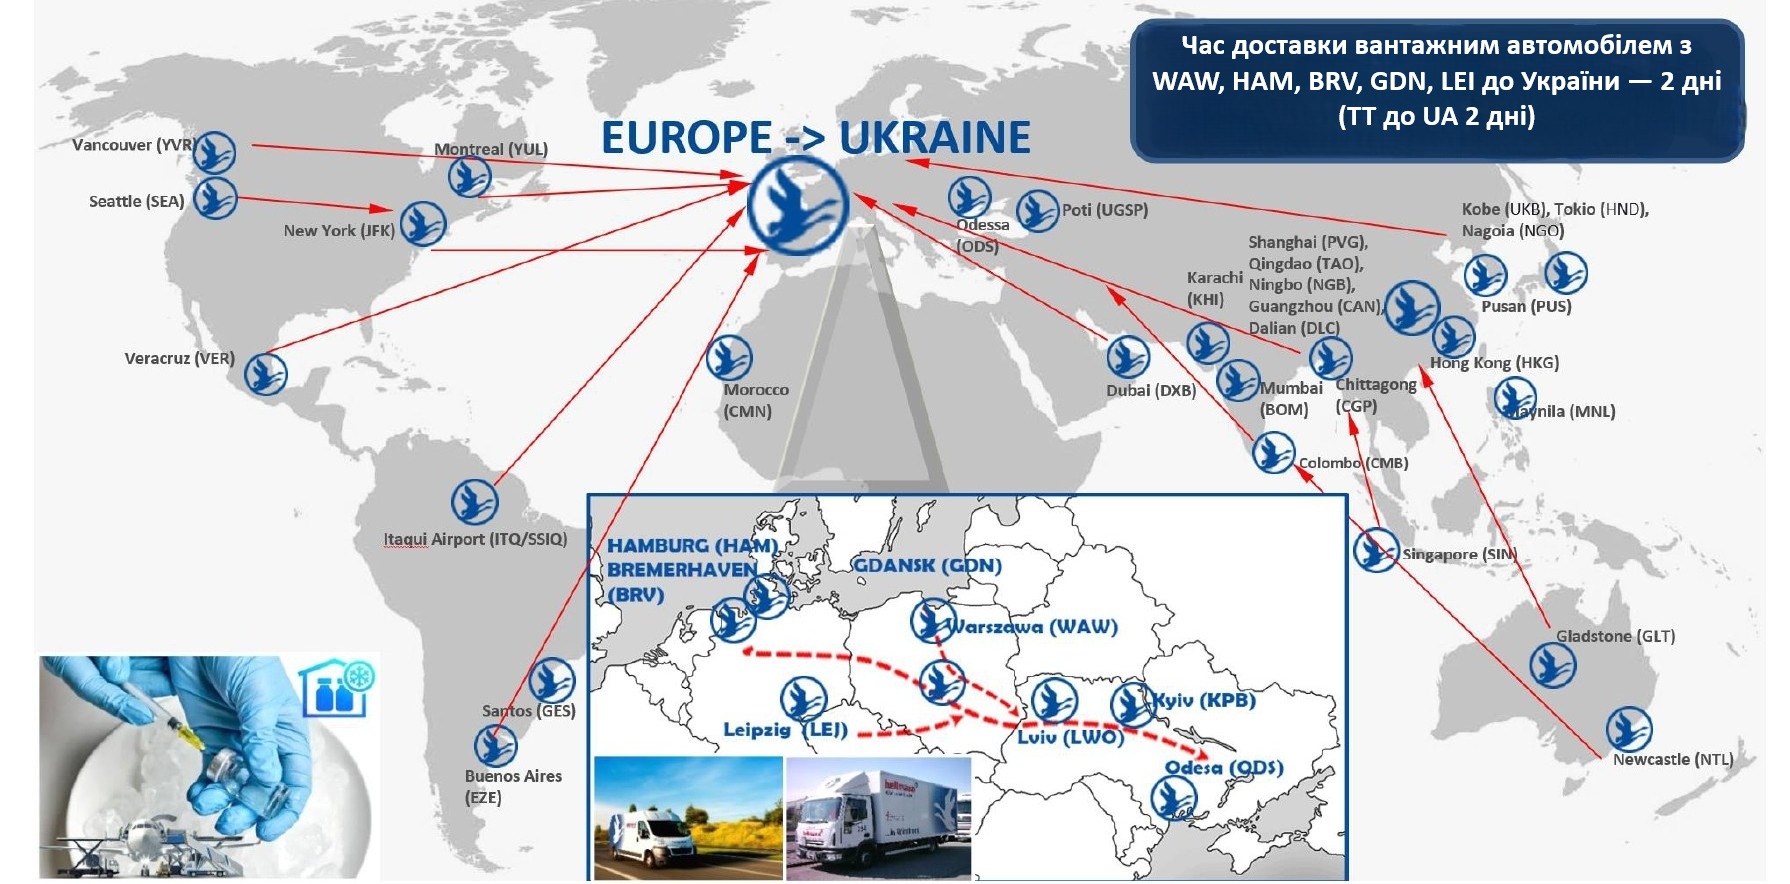 Час доставки вантажним автомобілем з
WAW, HAM, BRV, GDN, LEI до України — 2 дні
(ТТ до UA 2 дні)
EUROPE -> UKRAINE
Vancouver (YVR)
Montreal (YUL)
Seattle (SEA)
New York (JFK)
Odessa
(ODS)
Poti (UGSP)
Kobe (UKB), Tokio (HND),
Nagoia (NGO)
Shanghai (PVG),
Qingdao (TAO),
Ningbo (NGB),
Guangzhou (CAN),
Dalian (DLC)
Karachi
(KHI)
Pusan (PUS)
Veracruz (VER)
Morocco
(CMN)
Dubai (DXB)
Mumbai
(BOM)
Chittagong
(CGP)
Hong Kong (HKG)
Maynila (MNL)
Colombo (CMB)
Itaqui Airport (ITQ/SSIQ)
Singapore (SIN)
HAMBURG (HAM)
BREMERHAVEN
(BRV)
GDANSK (GDN)
Warszawa (WAW)
Leipzig (LEJ)
Lviv (LWO)
Kyiv (KPB)
Odesa (ODS)
Gladstone (GLT)
Newcastle (NTL)
Santos (GES)
Buenos Aires
(EZE)